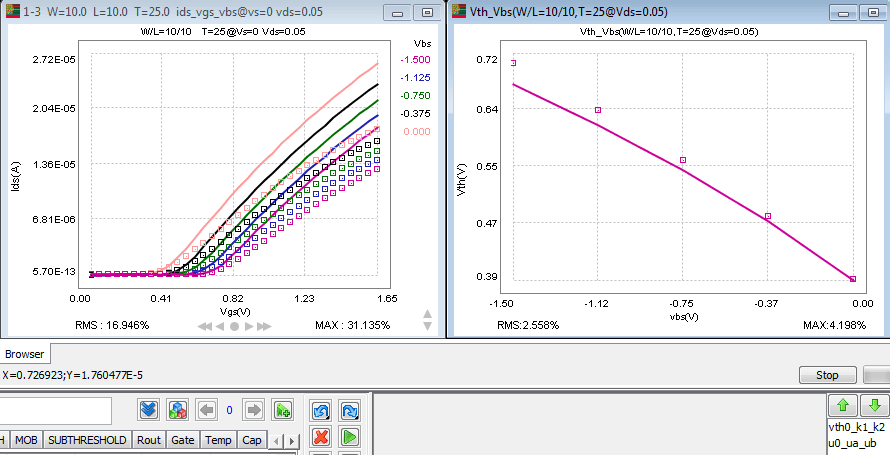 1-3 W=10.0 L=10.0 T=25.0 ids_vgs_vbs@vs=0 vds=0.05
W/L=10/10 T=25@Vs=0 Vds=0.05
Vbs
2.72E-05
-1.500
-1.125
-0.750
2.04E-05
-0.375
0.000
1.36E-05
Ids(A)
6.81E-06
5.70E-13
0.00 0.41 0.82 1.23 1.65
Vgs(V)
RMS : 16.946% MAX : 31.135%
Vth_Vbs(W/L=10/10,T=25@Vds=0.05)
Vth_Vbs(W/L=10/10,T=25@Vds=0.05)
0.72
0.64
0.55
Vth(V)
0.47
0.39
-1.50 -1.12 -0.75 -0.37 0.00
vbs(V)
RMS:2.558% MAX:4.198%
Browser
X=0.726923;Y=1.760477E-5
Stop
0
H MOB SUBTHRESHOLD Rout Gate Temp Cap
vth0_k1_k2
u0_ua_ub